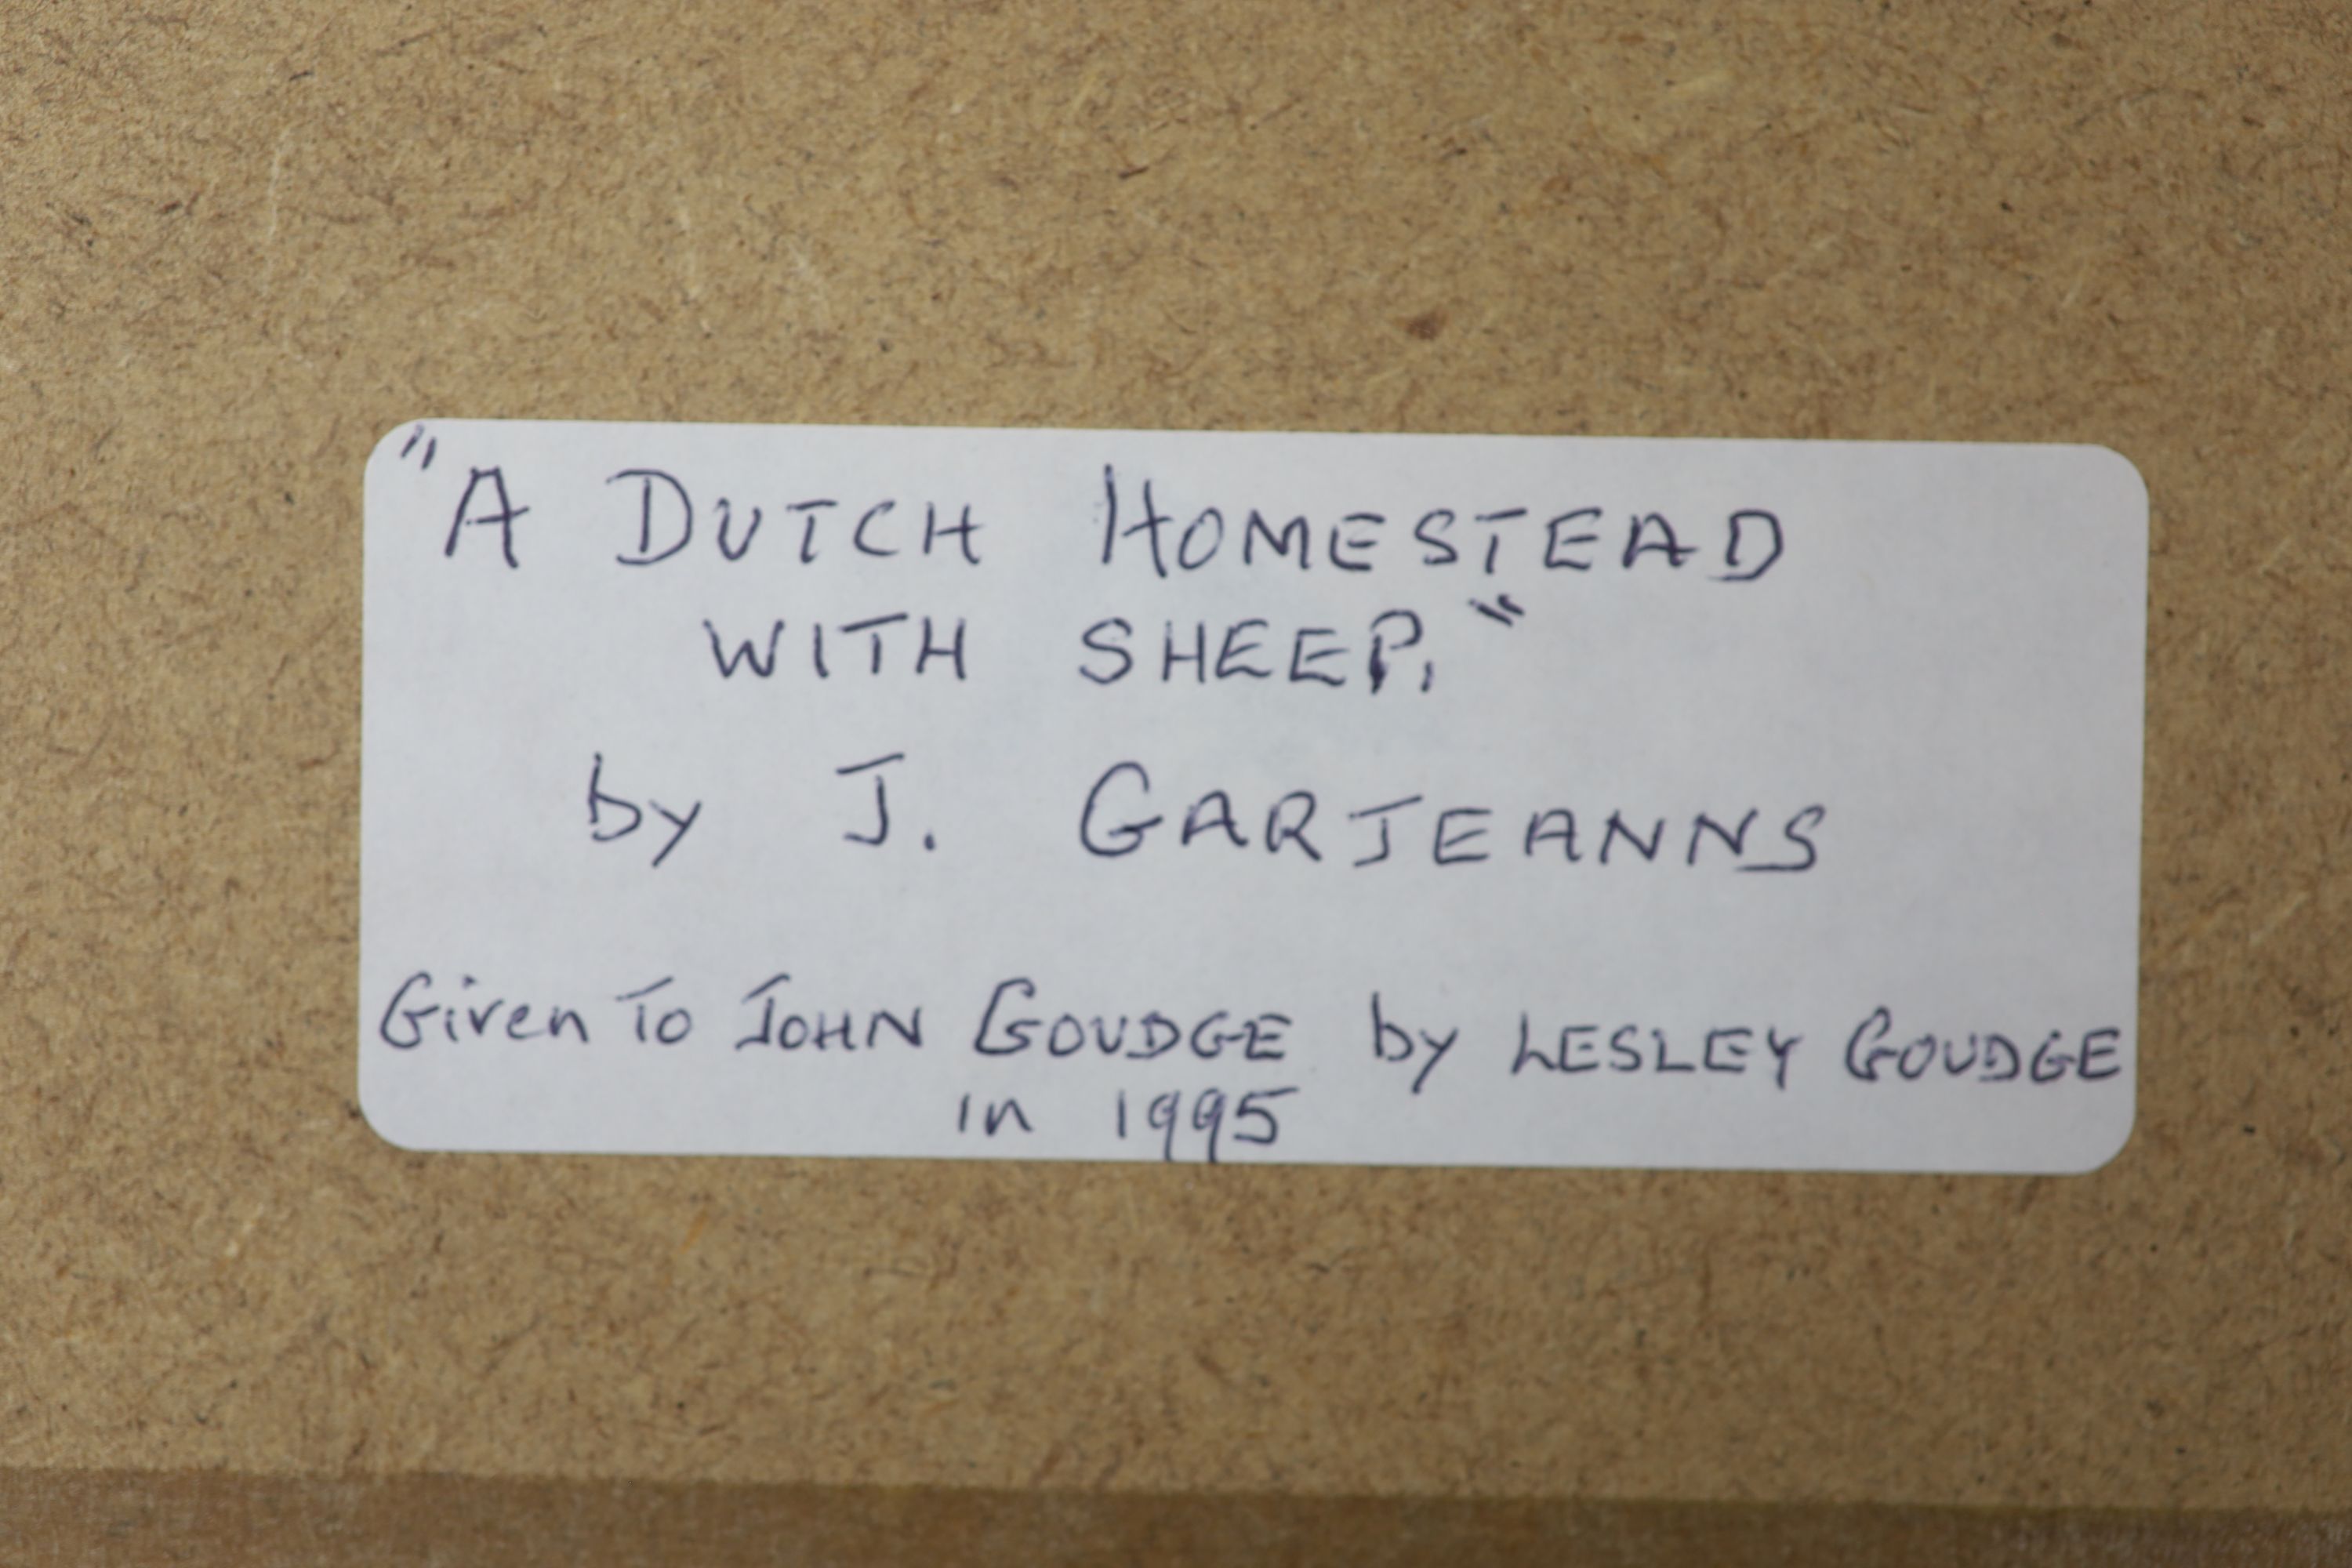 "A DUTCH HOMESTEAD
WITH SHEEP."
by J. GARJEANNS
Given To JOHN GOUDGE by LESLEY GOUDGE
in 1995